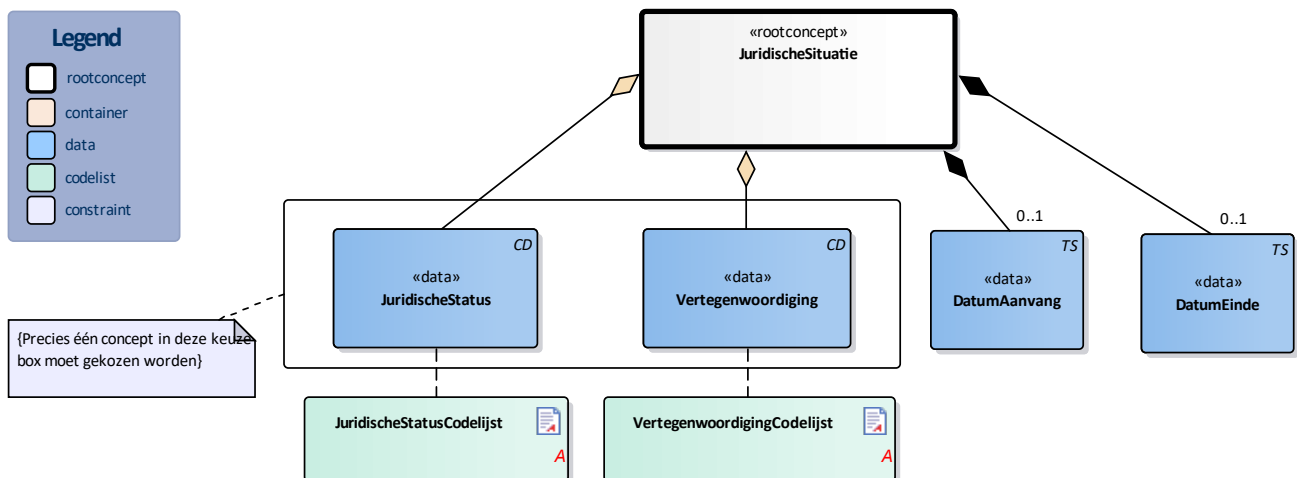 Legend
rootconcept
container
data
codelist
constraint
«rootconcept»
JuridischeSituatie
0..1
0..1
CD
«data»
JuridischeStatus
CD
«data»
Vertegenwoordiging
TS
«data»
DatumAanvang
TS
«data»
DatumEinde
{Precies één concept in deze keuze
box moet gekozen worden}
JuridischeStatusCodelijst
A
VertegenwoordigingCodelijst
A